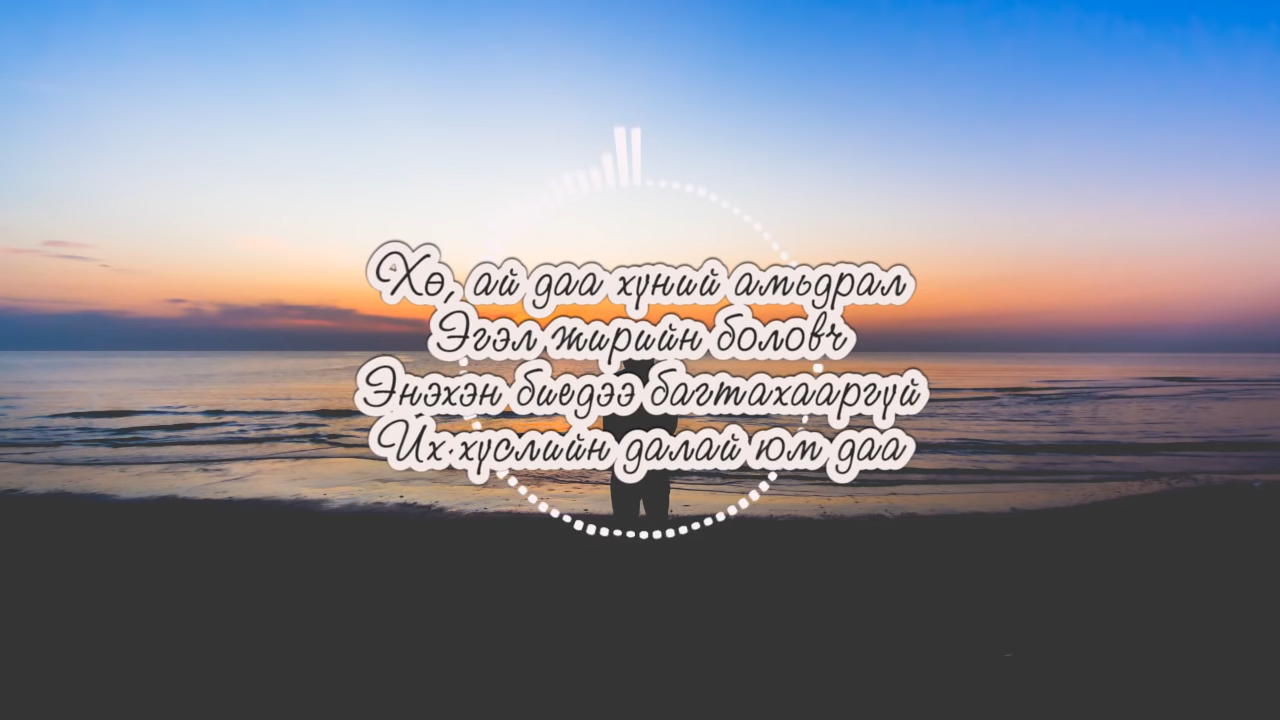 Хө, ай даа хүний амьдрал
Эгэл жирийн боловч
Энэхэн биедээ багтахааргүй
Их хүслийн далай юм даа